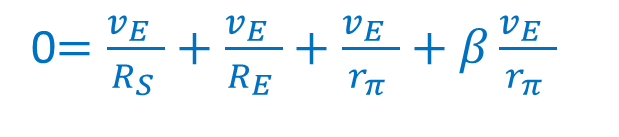 0= v_E/R_S + v_E/R_E + v_E/r_π + β v_E/r_π